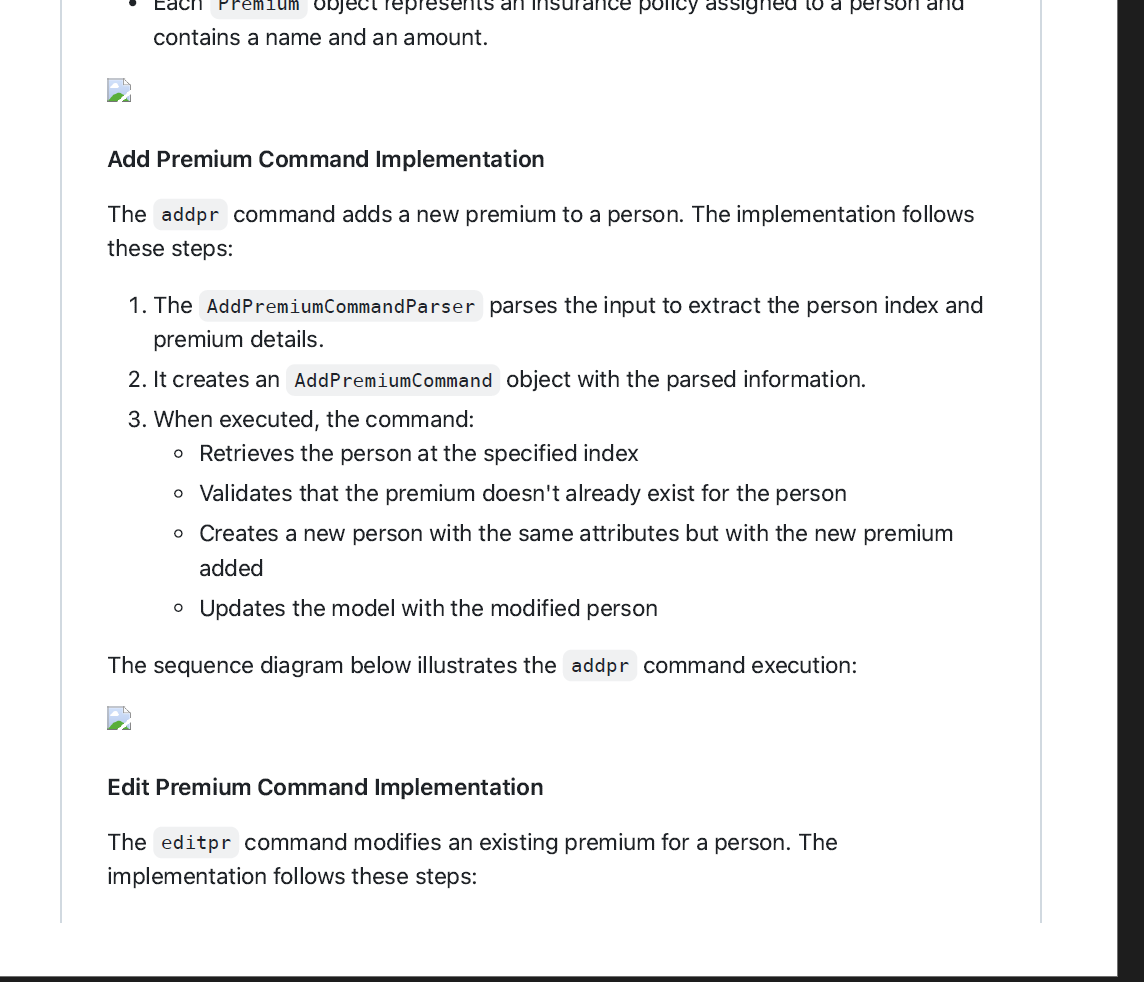 • Each Premium object represents an insurance policy assigned to a person and
contains a name and an amount.
Add Premium Command Implementation
The addpr command adds a new premium to a person. The implementation follows
these steps:
1. The AddPremiumCommandParser parses the input to extract the person index and
premium details.
2. It creates an AddPremiumCommand object with the parsed information.
3. When executed, the command:
◦ Retrieves the person at the specified index
◦ Validates that the premium doesn't already exist for the person
◦ Creates a new person with the same attributes but with the new premium
added
◦ Updates the model with the modified person
The sequence diagram below illustrates the addpr command execution:
Edit Premium Command Implementation
The editpr command modifies an existing premium for a person. The
implementation follows these steps: